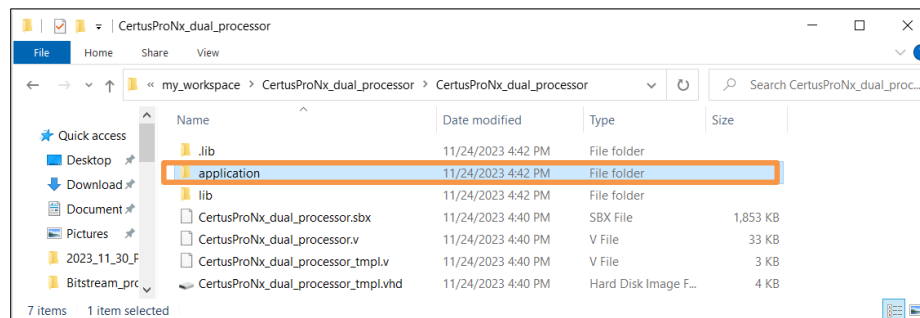 CertusProNx_dual_processor
File Home Share View
« my_workspace > CertusProNx_dual_processor > CertusProNx_dual_processor
Search CertusProNx_dual_proc...
Name Date modified Type Size
Quick access
Desktop
Download
Document
Pictures
2023_11_30_F
Bitstream_prc
.lib 11/24/2023 4:42 PM File folder
application 11/24/2023 4:42 PM File folder
lib 11/24/2023 4:42 PM File folder
CertusProNx_dual_processor.sbx 11/24/2023 4:40 PM SBX File 1,853 KB
CertusProNx_dual_processor.v 11/24/2023 4:40 PM V File 33 KB
CertusProNx_dual_processor_tmpl.v 11/24/2023 4:40 PM V File 3 KB
CertusProNx_dual_processor_tmpl.vhd 11/24/2023 4:40 PM Hard Disk Image F... 4 KB
7 items 1 item selected